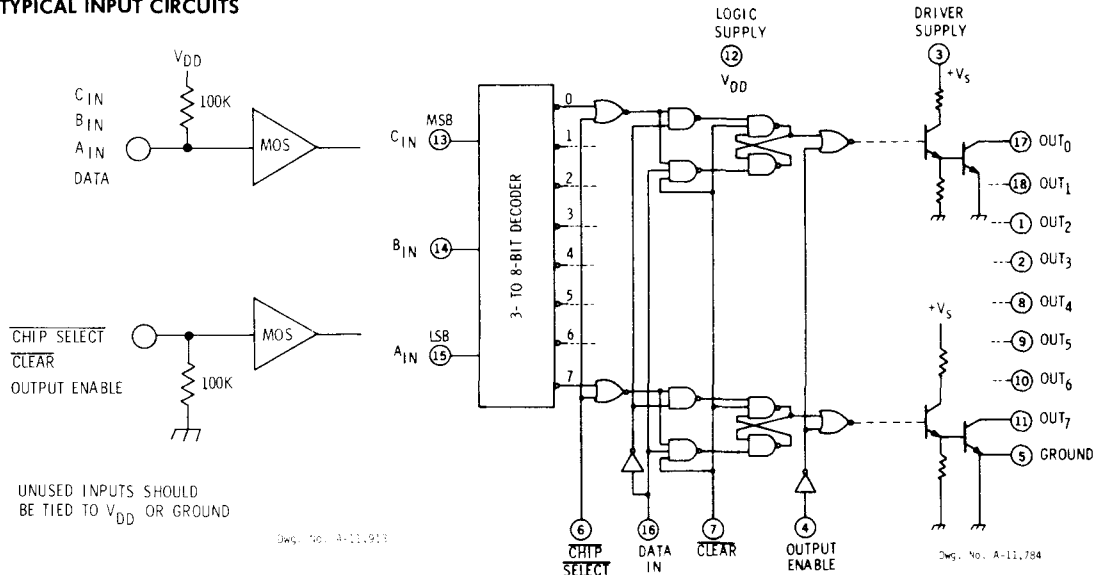 TYPICAL INPUT CIRCUITS
VDD
CIN
BIN
AIN
DATA
100K
MOS
CHIP SELECT
CLEAR
OUTPUT ENABLE
MOS
100K
UNUSED INPUTS SHOULD
BE TIED TO VDD OR GROUND
Dwg. No. A-11,913
LOGIC
SUPPLY
12
VDD
DRIVER
SUPPLY
3
+VS
MSB
CIN 13
BIN 14
LSB
AIN 15
3- TO 8-BIT DECODER
0
1
2
3
4
5
6
7
17 OUT0
18 OUT1
1 OUT2
2 OUT3
8 OUT4
+VS
9 OUT5
10 OUT6
11 OUT7
5 GROUND
6
CHIP
SELECT
16
DATA
IN
7
CLEAR
4
OUTPUT
ENABLE
Dwg. No. A-11,784